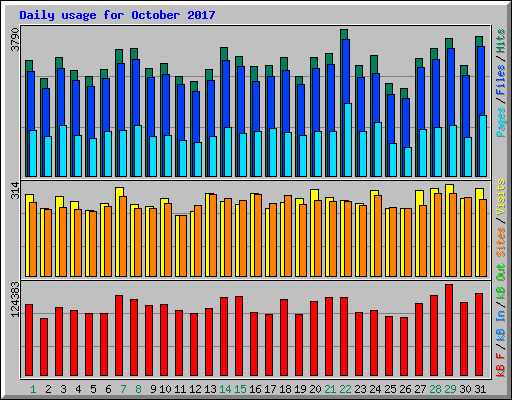 Daily usage for October 2017
3790
Pages / Files / Hits
314
Sites / Visits
124383
kB F / kB In / kB Out
1 2 3 4 5 6 7 8 9 10 11 12 13 14 15 16 17 18 19 20 21 22 23 24 25 26 27 28 29 30 31